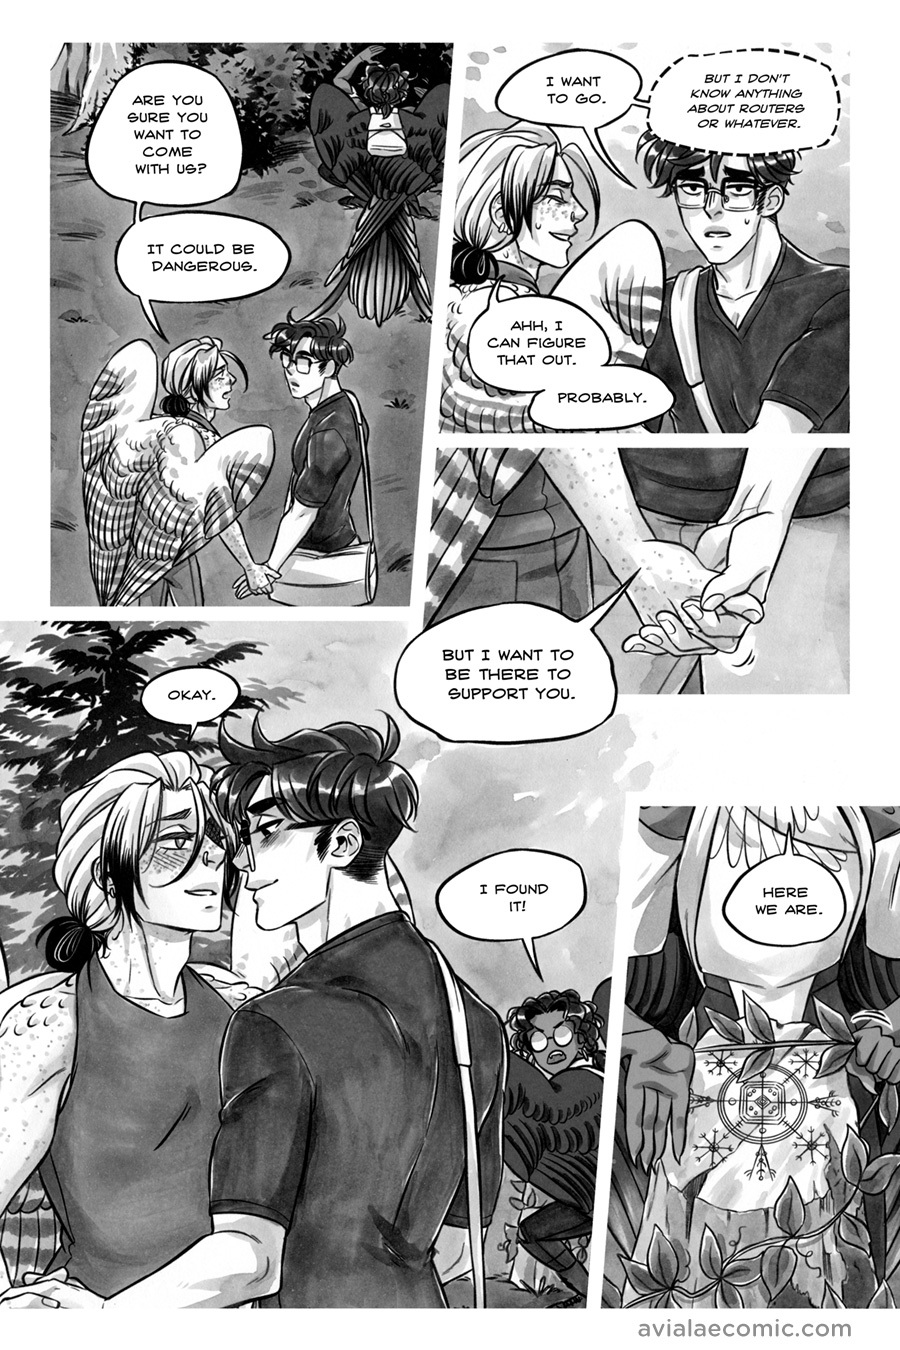 ARE YOU
SURE YOU
WANT TO
COME
WITH US?
IT COULD BE
DANGEROUS.
I WANT
TO GO.
BUT I DON'T
KNOW ANYTHING
ABOUT ROUTERS
OR WHATEVER.
AHH, I
CAN FIGURE
THAT OUT.
PROBABLY.
BUT I WANT TO
BE THERE TO
SUPPORT YOU.
OKAY.
I FOUND
IT!
HERE
WE ARE.
avialaecomic.com